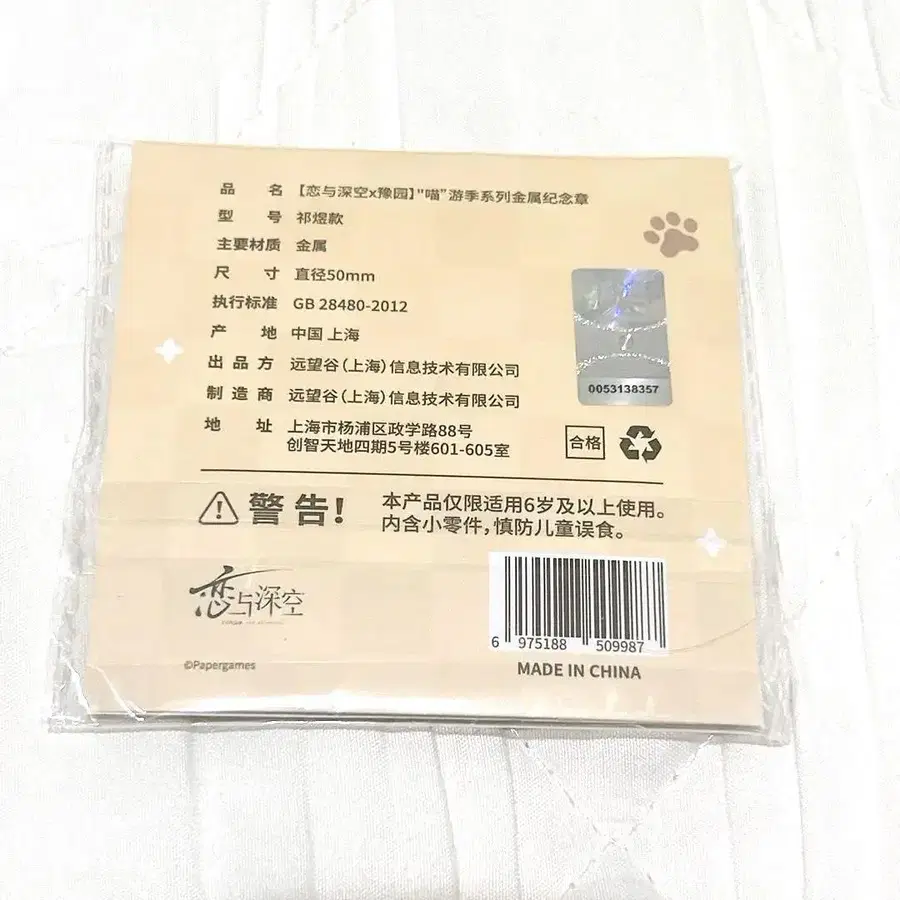 品 名 【恋与深空x豫园】"喵"游季系列金属纪念章
型 号 祁煜款
主要材质 金属
尺 寸 直径50mm
执行标准 GB 28480-2012
产 地 中国 上海
出品方 远望谷(上海)信息技术有限公司
制造商 远望谷(上海)信息技术有限公司
地 址 上海市杨浦区政学路88号
创智天地四期5号楼601-605室
0053138357
合格
警告!
本产品仅限适用6岁及以上使用。
内含小零件,慎防儿童误食。
恋与深空
©Papergames
6 975188 509987
MADE IN CHINA